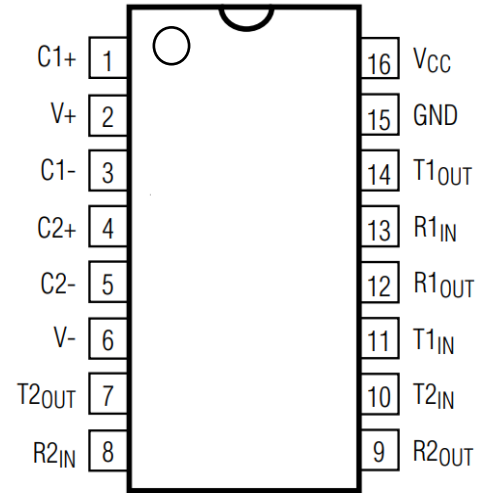 C1+ 1 16 VCC
V+ 2 15 GND
C1- 3 14 T1OUT
C2+ 4 13 R1IN
C2- 5 12 R1OUT
V- 6 11 T1IN
T2OUT 7 10 T2IN
R2IN 8 9 R2OUT